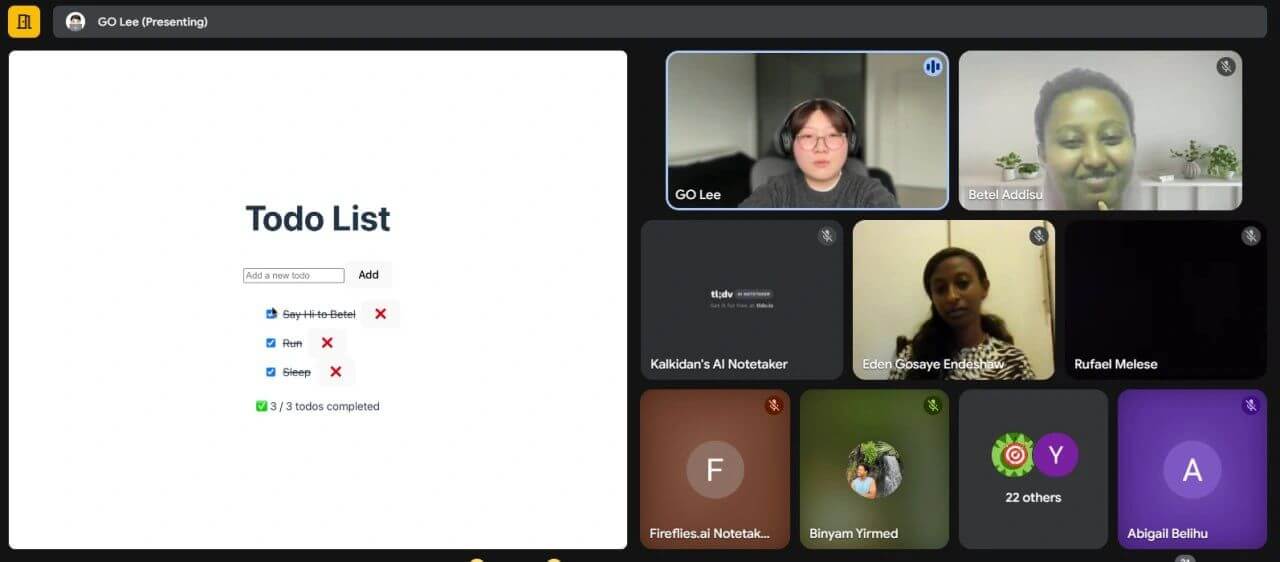 GO Lee (Presenting)
Todo List
Add a new todo
Add
Say Hi to Betel
Run
Sleep
3 / 3 todos completed
GO Lee
Betel Addisu
tl;dv AI NOTETAKER
Get it for free at tldv.io
Kalkidan's AI Notetaker
Eden Gosaye Endeshaw
Rufael Melese
F
Fireflies.ai Notetak...
Binyam Yirmed
Y
22 others
A
Abigail Belihu